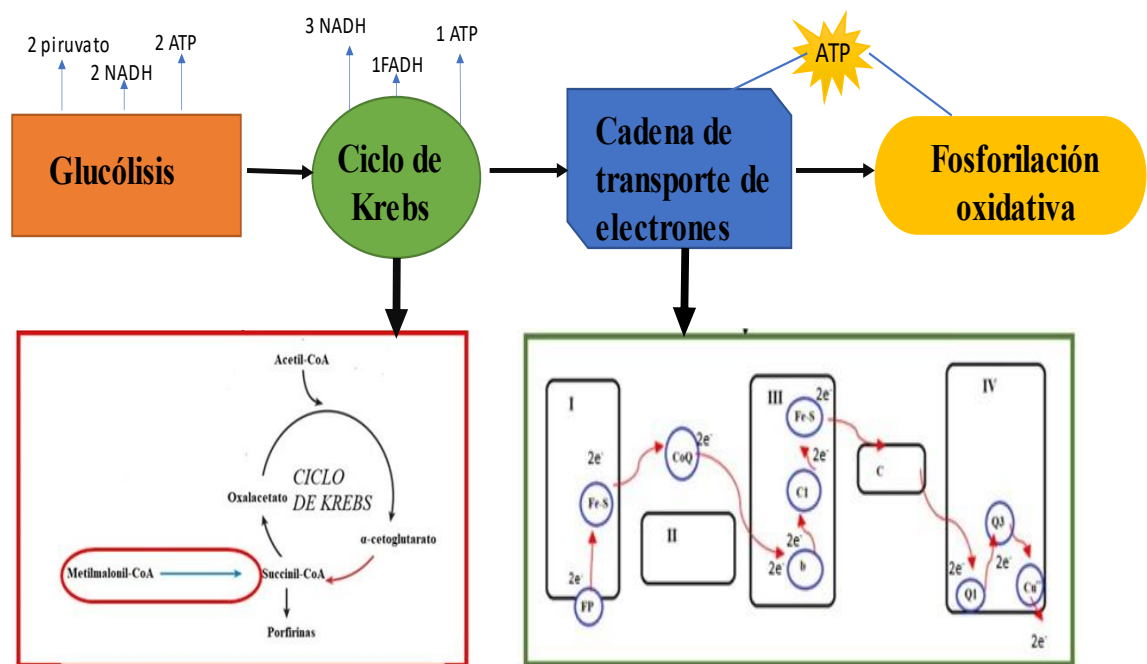 2 piruvato
2 NADH
2 ATP
3 NADH
1FADH
1 ATP
ATP
Glucólisis
Ciclo de
Krebs
Cadena de
transporte de
electrones
Fosforilación
oxidativa
Acetil-CoA
CICLO
DE KREBS
Oxalacetato
α-cetoglutarato
Metilmalonil-CoA
Succinil-CoA
Porfirinas
I
2e-
Fe-S
2e-
FP
CoQ
2e-
II
III
2e-
Fe-S
2e-
C1
2e-
2e-
b
C
IV
Q3
2e-
2e-
Q1
2e-